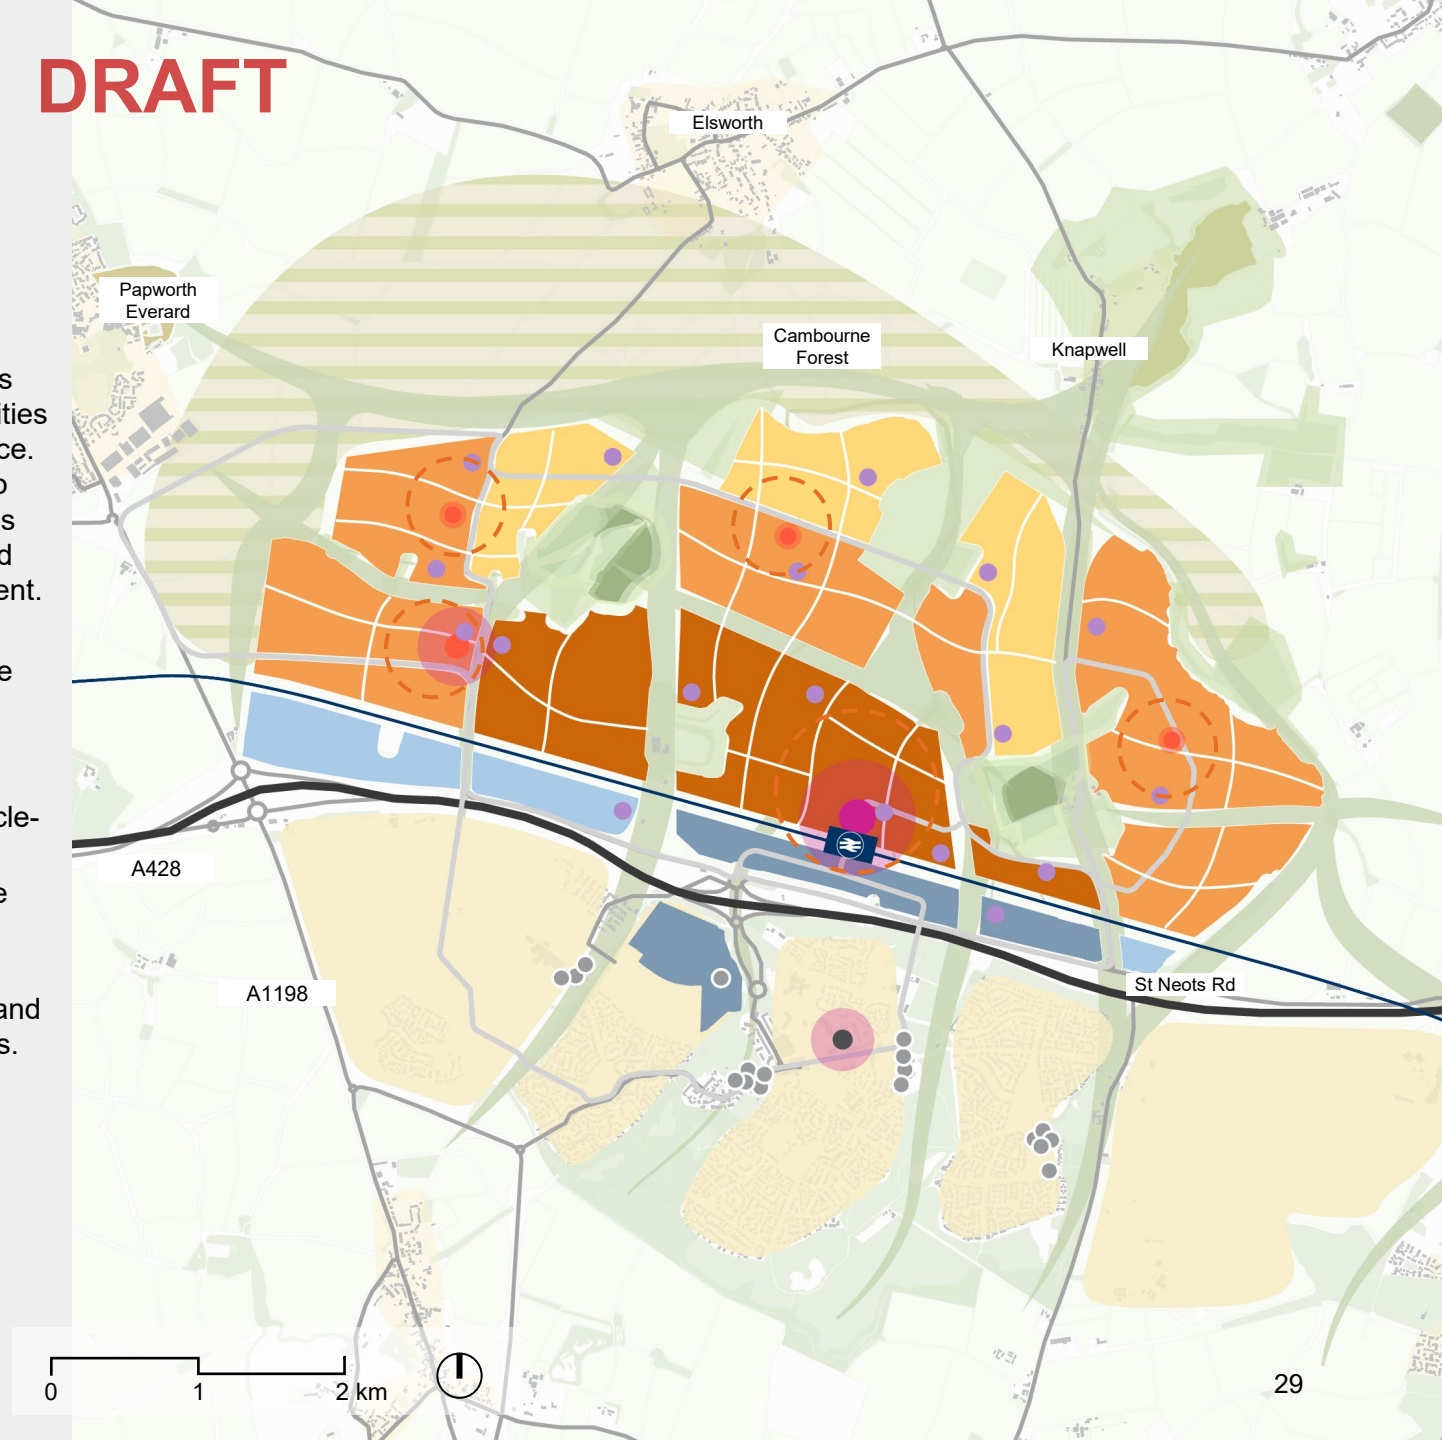 DRAFT
Elsworth
Papworth
Everard
Cambourne
Forest
Knapwell
s
ities
ce.
o
s
d
ent.
e
cle-
e
and
s.
A428
A1198
St Neots Rd
0 1 2 km
29